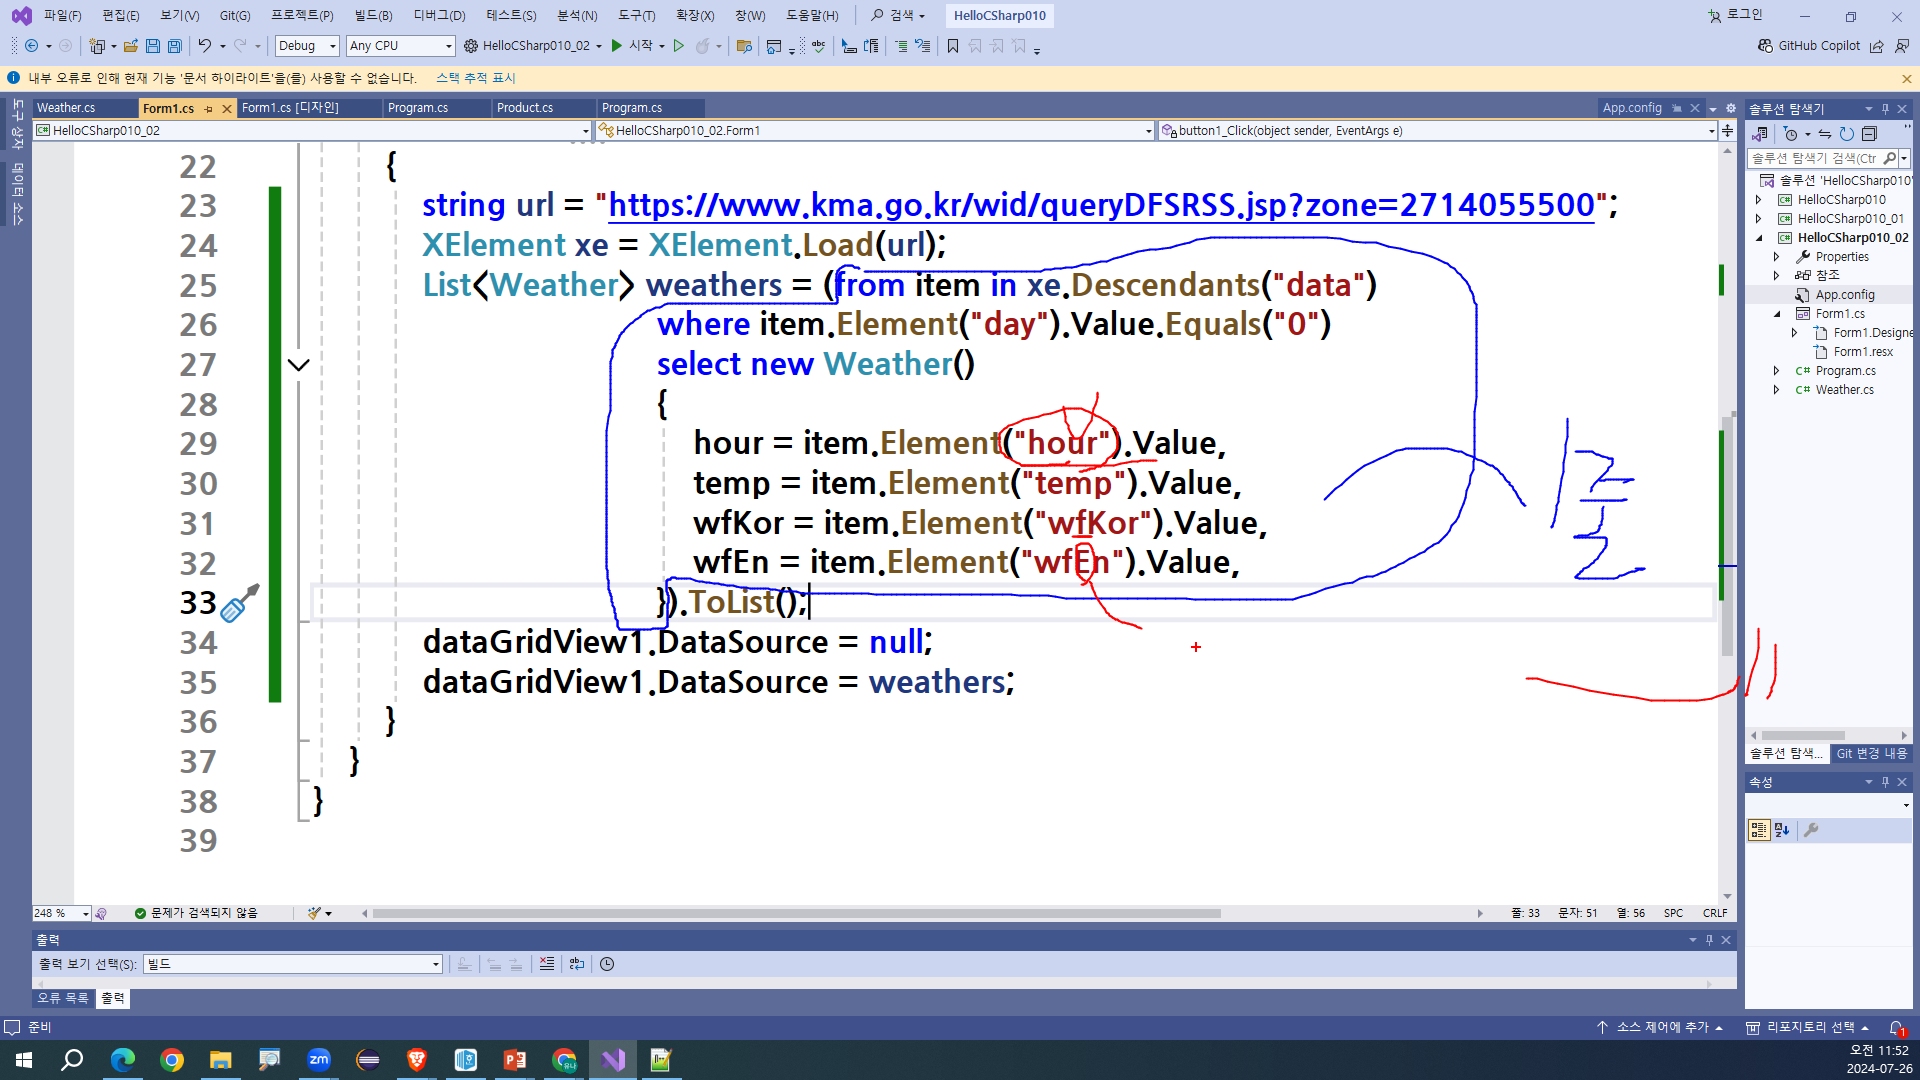 파일(F) 편집(E) 보기(V) Git(G) 프로젝트(P) 빌드(B) 디버그(D) 테스트(S) 분석(N) 도구(T) 확장(X) 창(W) 도움말(H) 검색 HelloCSharp010 로그인
Debug Any CPU HelloCSharp010_02 시작 GitHub Copilot
내부 오류로 인해 현재 기능 '문서 하이라이트'을(를) 사용할 수 없습니다. 스택 추적 표시
도구 상자
데이터 소스
Weather.cs Form1.cs Form1.cs [디자인] Program.cs Product.cs Program.cs App.config
HelloCSharp010_02 HelloCSharp010_02.Form1 button1_Click(object sender, EventArgs e)
22 {
23 string url = "https://www.kma.go.kr/wid/queryDFSRSS.jsp?zone=2714055500";
24 XElement xe = XElement.Load(url);
25 List<Weather> weathers = (from item in xe.Descendants("data")
26 where item.Element("day").Value.Equals("0")
27 select new Weather()
28 {
29 hour = item.Element("hour").Value,
30 temp = item.Element("temp").Value,
31 wfKor = item.Element("wfKor").Value,
32 wfEn = item.Element("wfEn").Value,
33 }).ToList();
34 dataGridView1.DataSource = null;
35 dataGridView1.DataSource = weathers;
36 }
37 }
38 }
39
248 % 문제가 검색되지 않음 줄: 33 문자: 51 열: 56 SPC CRLF
출력
출력 보기 선택(S): 빌드
오류 목록 출력
솔루션 탐색기
솔루션 탐색기 검색(Ctr
솔루션 'HelloCSharp010'
HelloCSharp010
HelloCSharp010_01
HelloCSharp010_02
Properties
참조
App.config
Form1.cs
Form1.Designe
Form1.resx
Program.cs
Weather.cs
솔루션 탐색... Git 변경 내용
속성
준비 소스 제어에 추가 리포지토리 선택 1
zm
오전 11:52
2024-07-26